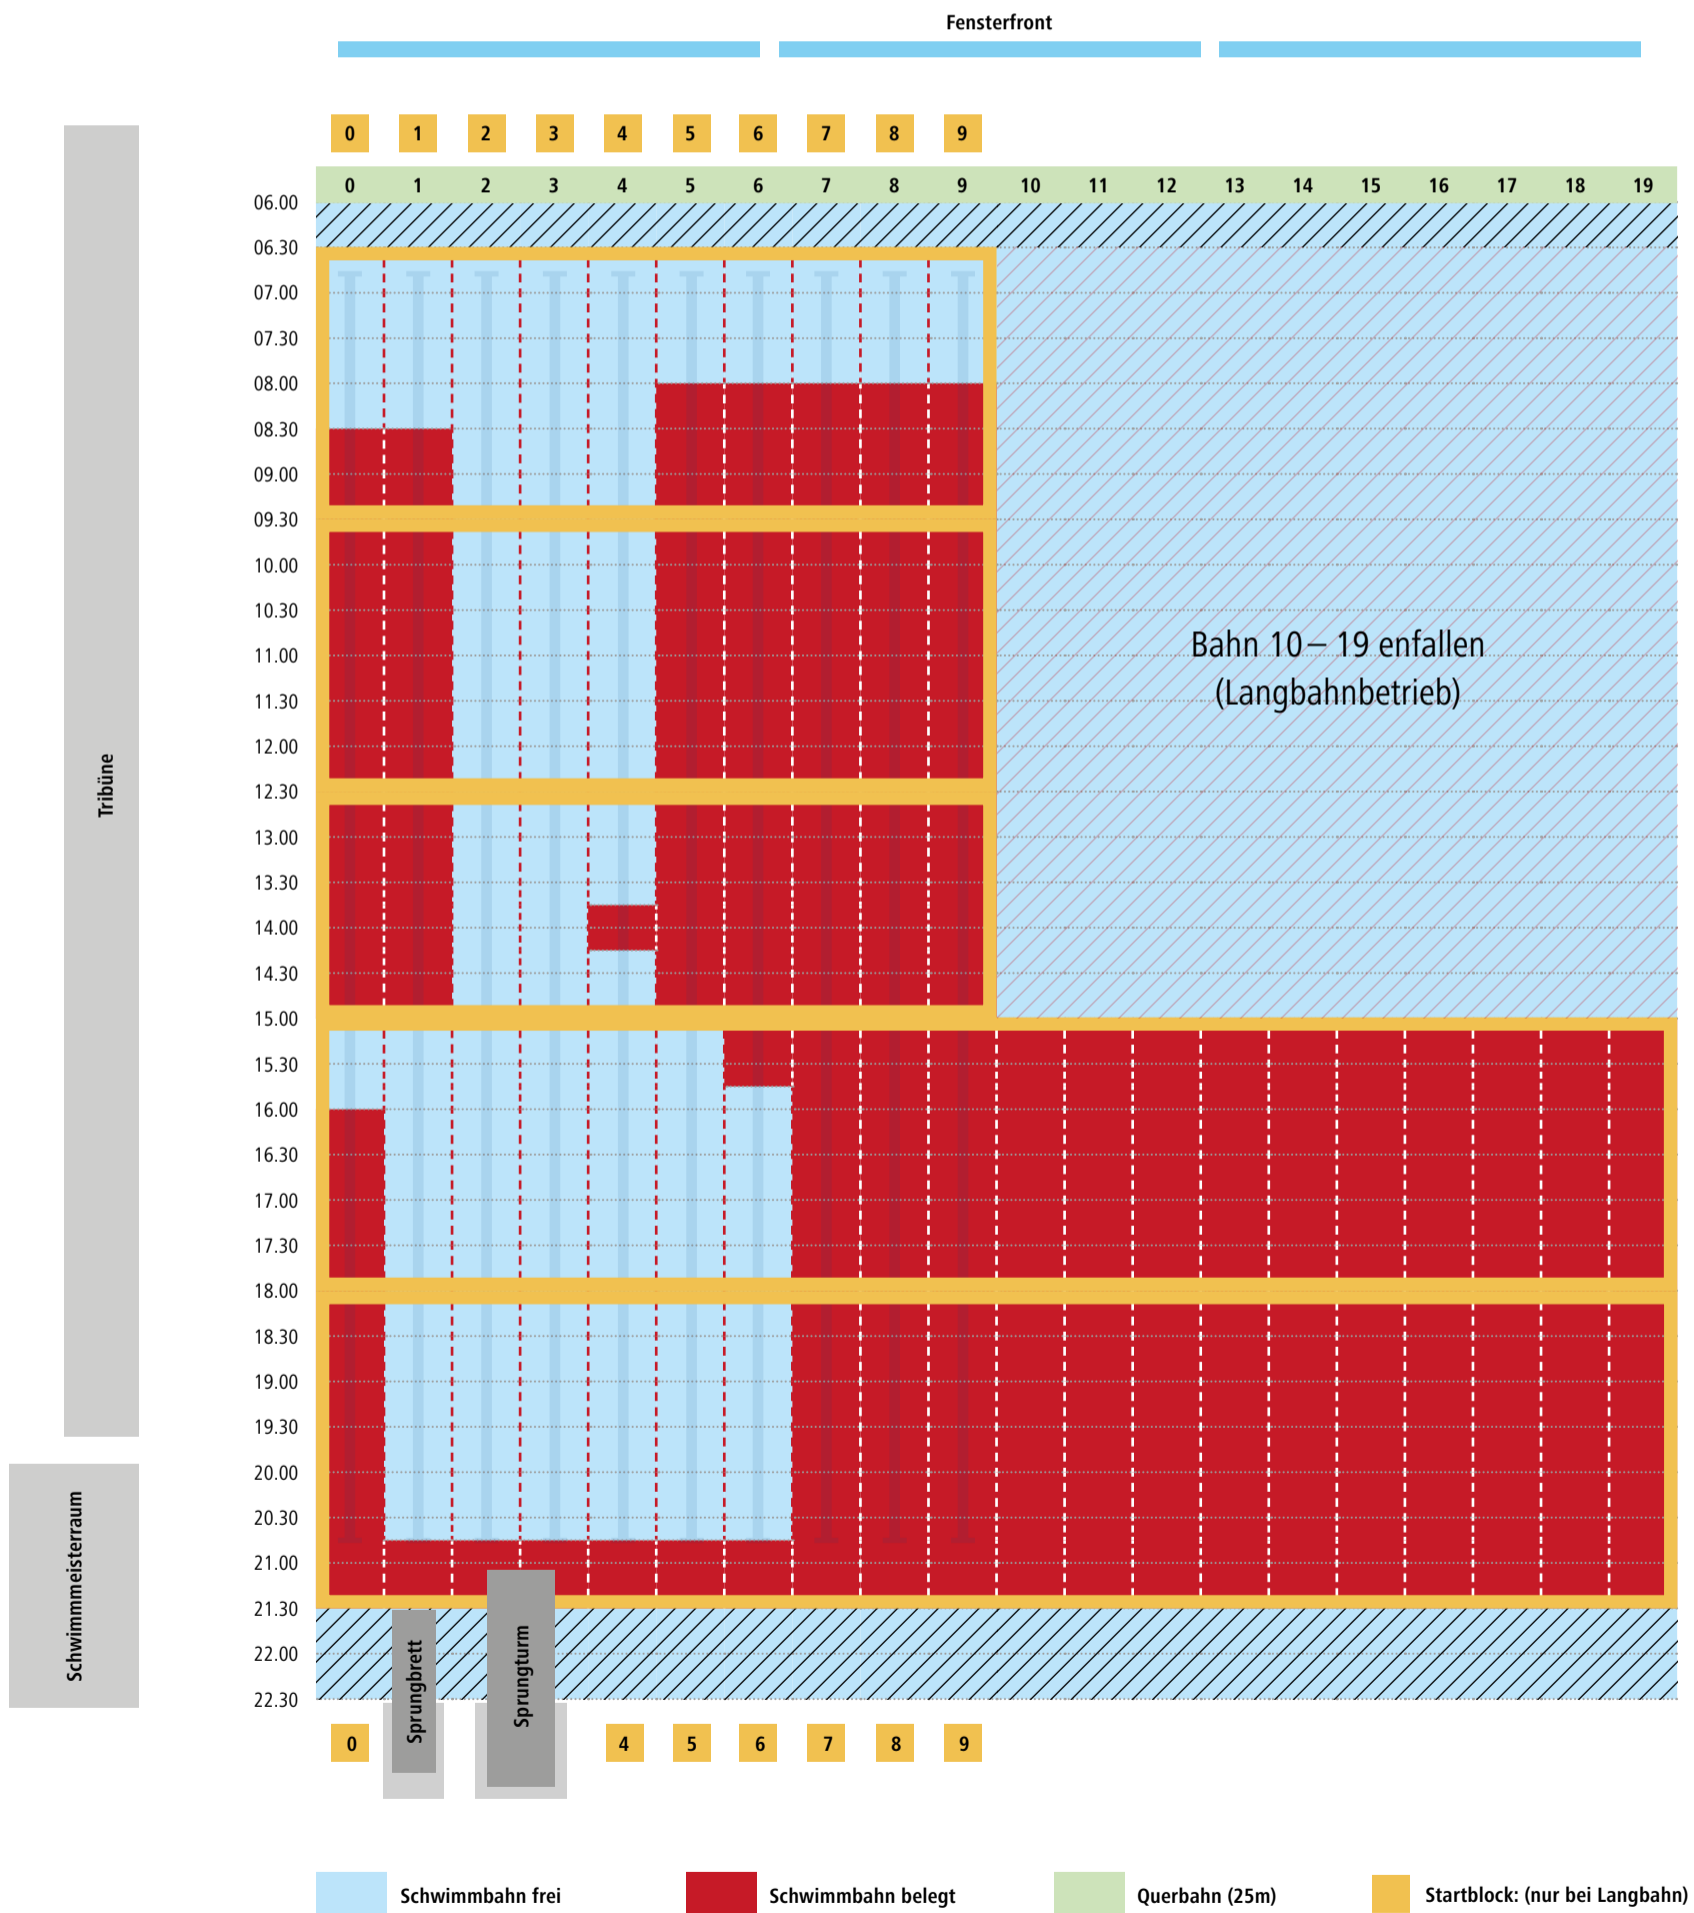 Fensterfront
0 1 2 3 4 5 6 7 8 9
0 1 2 3 4 5 6 7 8 9 10 11 12 13 14 15 16 17 18 19
06.00
06.30
07.00
07.30
08.00
08.30
09.00
09.30
10.00
10.30
11.00
Bahn 10 – 19 enfallen
11.30
(Langbahnbetrieb)
12.00
Tribüne
12.30
13.00
13.30
14.00
14.30
15.00
15.30
16.00
16.30
17.00
17.30
18.00
18.30
19.00
19.30
20.00
20.30
21.00
21.30
22.00
22.30
Schwimmmeisterraum
Sprungbrett
Sprungturm
0 4 5 6 7 8 9
Schwimmbahn frei
Schwimmbahn belegt
Querbahn (25m)
Startblock: (nur bei Langbahn)